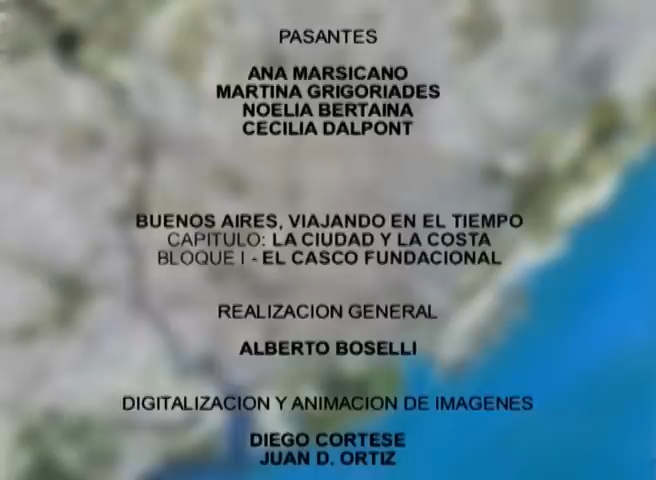 PASANTES
ANA MARSICANO
MARTINA GRIGORIADES
NOELIA BERTAINA
CECILIA DALPONT
BUENOS AIRES, VIAJANDO EN EL TIEMPO
CAPITULO: LA CIUDAD Y LA COSTA
BLOQUE I - EL CASCO FUNDACIONAL
REALIZACION GENERAL
ALBERTO BOSELLI
DIGITALIZACION Y ANIMACION DE IMAGENES
DIEGO CORTESE
JUAN D. ORTIZ